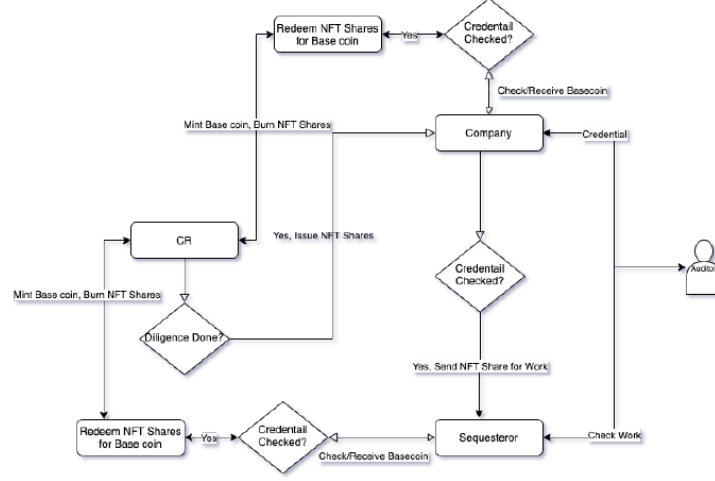 Redeem NFT Shares
for Base coin
Yes
Credentail
Checked?
Check/Receive Basecoin
Mint Base coin, Burn NFT Shares
Company
Credential
CR
Yes, Issue NFT Shares
Credentail
Checked?
Auditor
Mint Base coin, Burn NFT Shares
Diligence Done?
Yes, Send NFT Share for Work
Redeem NFT Shares
for Base coin
Yes
Credentail
Checked?
Check/Receive Basecoin
Sequesteror
Check Work